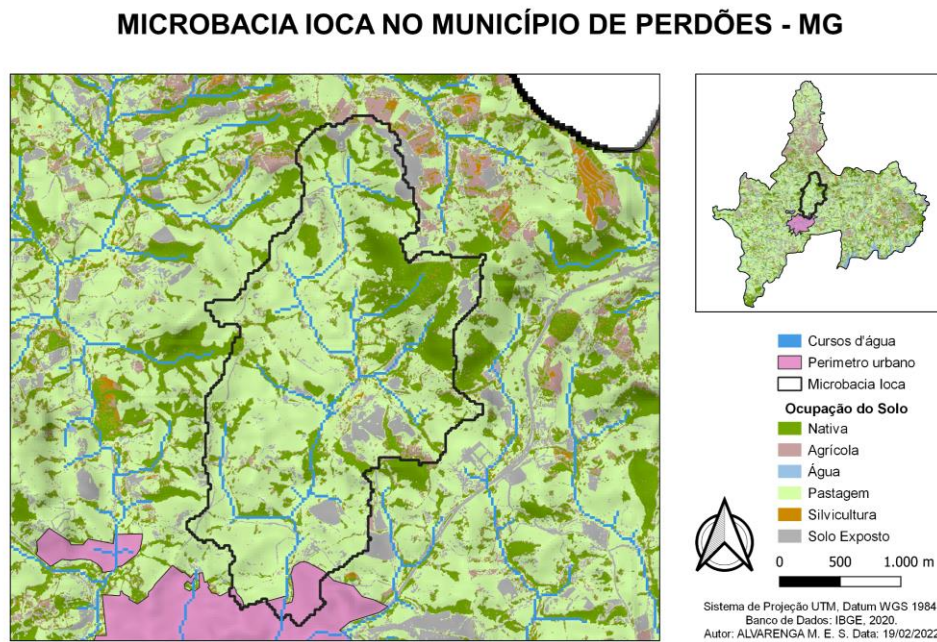 MICROBACIA IOCA NO MUNICÍPIO DE PERDÕES - MG
Cursos d'água
Perimetro urbano
Microbacia Ioca
Ocupação do Solo
Nativa
Agrícola
Água
Pastagem
Silvicultura
Solo Exposto
0 500 1.000 m
Sistema de Projeção UTM, Datum WGS 1984
Banco de Dados: IBGE, 2020.
Autor: ALVARENGA M. E. S. Data: 19/02/2022